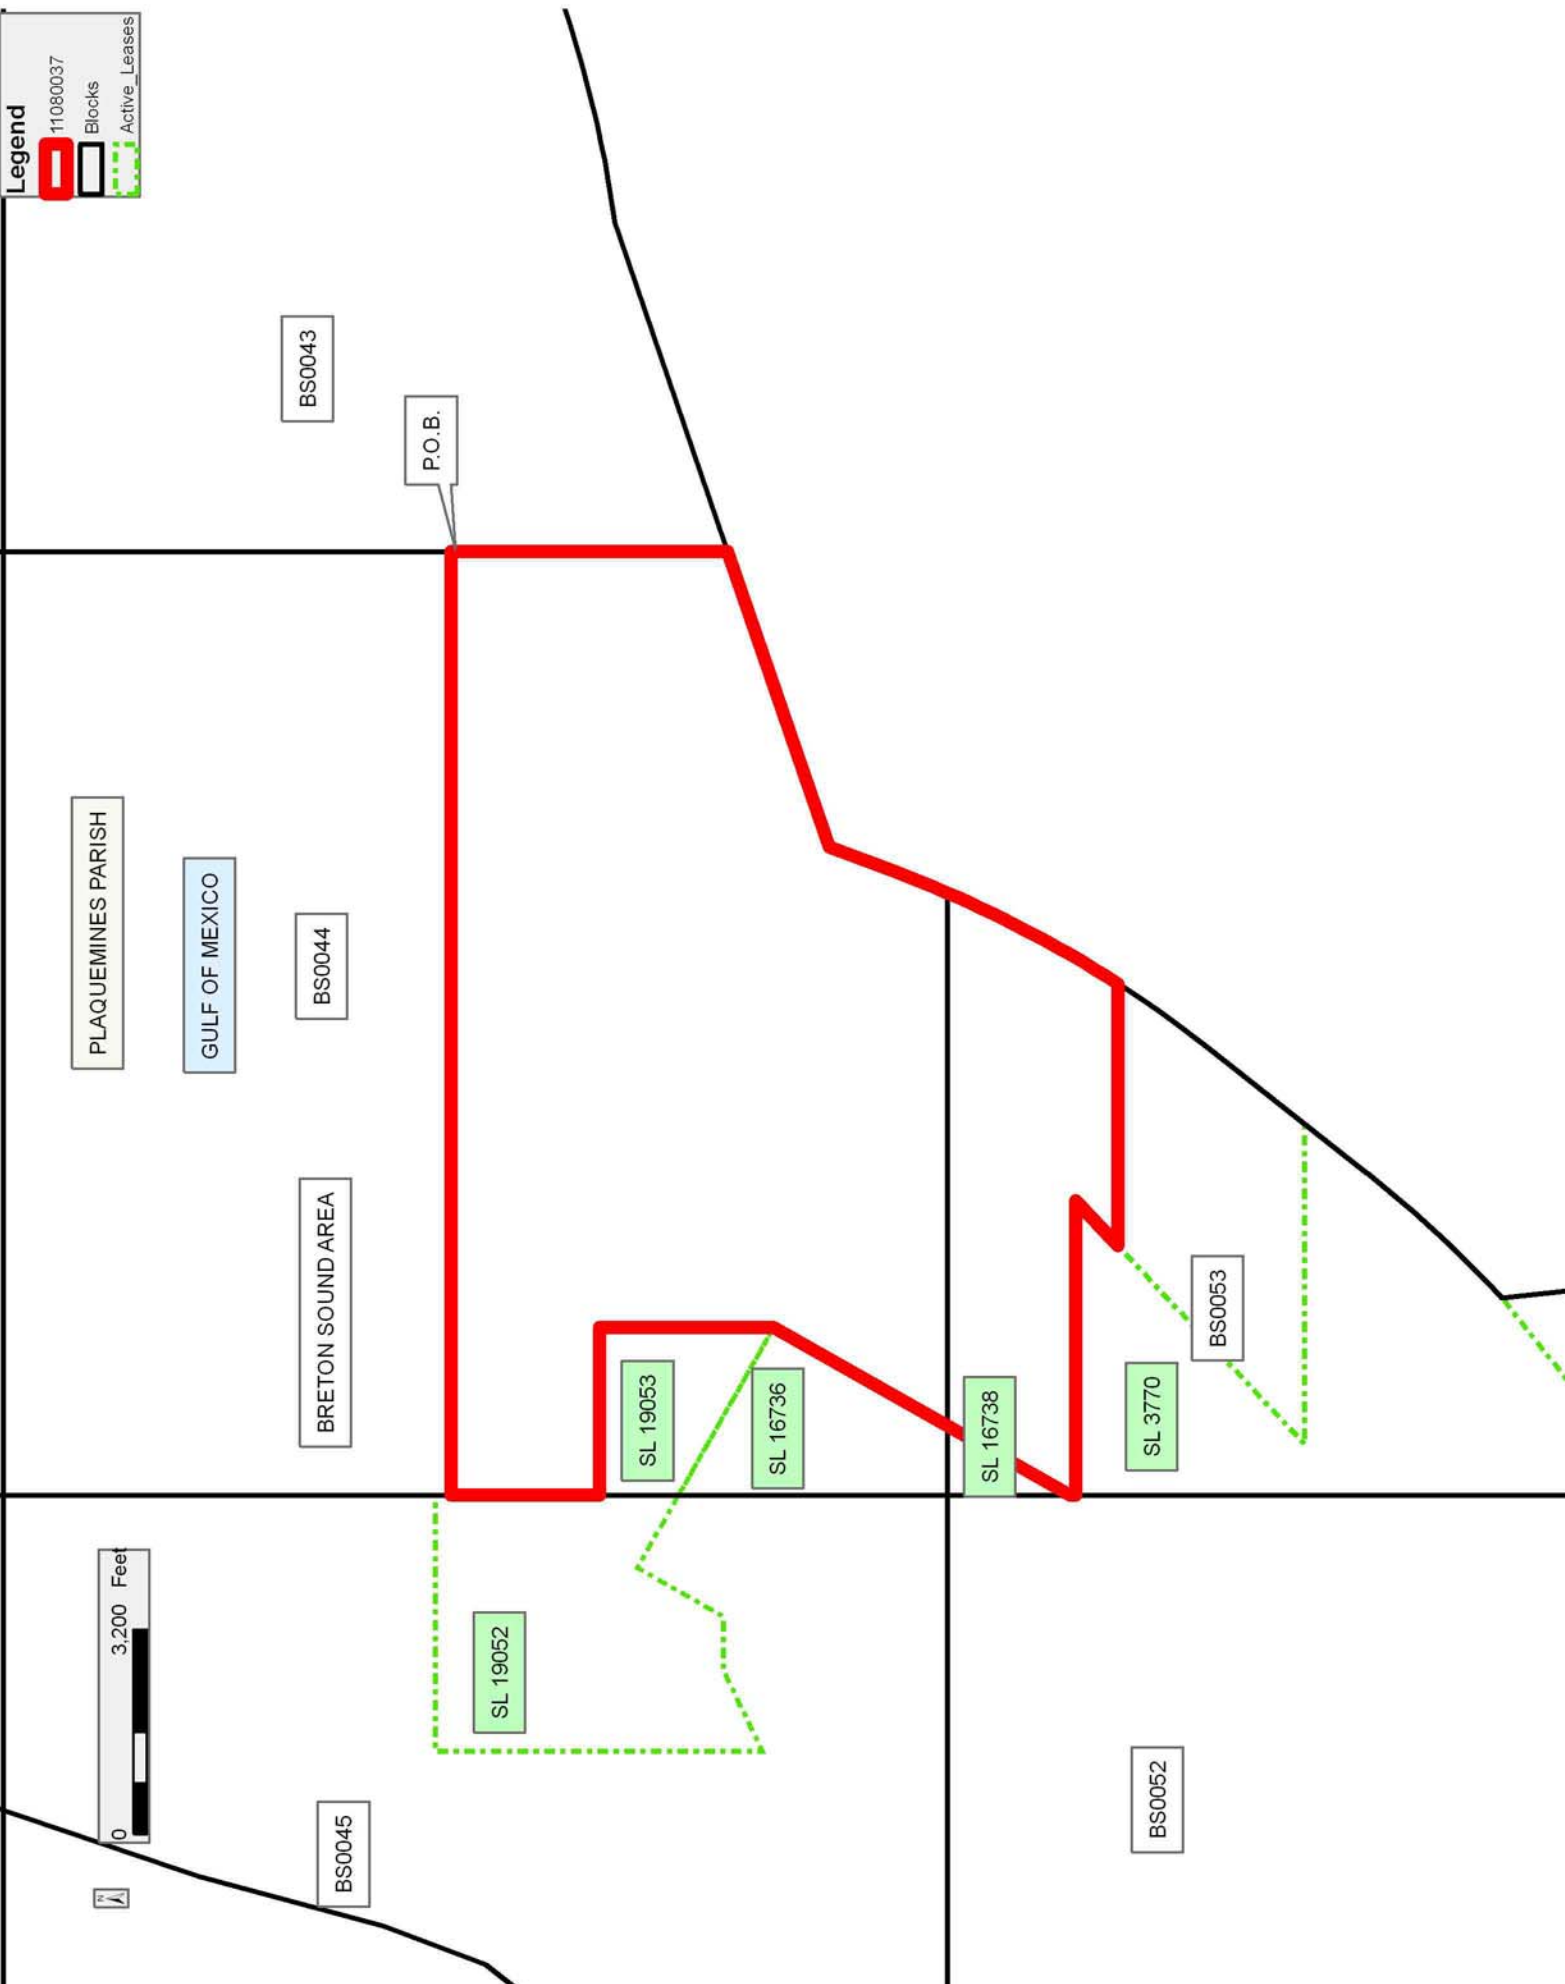 Legend
11080037
Blocks
Active_Leases
0 3,200 Feet
N
PLAQUEMINES PARISH
GULF OF MEXICO
BRETON SOUND AREA
BS0045
BS0044
BS0043
P.O.B.
SL 19052
SL 19053
SL 16736
SL 16738
SL 3770
BS0053
BS0052